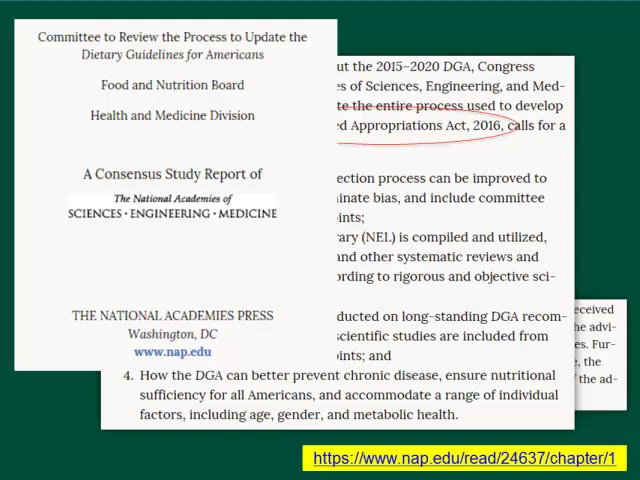 Committee to Review the Process to Update the
Dietary Guidelines for Americans
Food and Nutrition Board
Health and Medicine Division
A Consensus Study Report of
The National Academies of
SCIENCES • ENGINEERING • MEDICINE
THE NATIONAL ACADEMIES PRESS
Washington, DC
www.nap.edu
ut the 2015–2020 DGA, Congress
es of Sciences, Engineering, and Med-
te the entire process used to develop
ed Appropriations Act, 2016, calls for a
ection process can be improved to
inate bias, and include committee
oints;
rary (NEL) is compiled and utilized,
and other systematic reviews and
ording to rigorous and objective sci-
ducted on long-standing DGA recom-
scientific studies are included from
oints; and
4. How the DGA can better prevent chronic disease, ensure nutritional
sufficiency for all Americans, and accommodate a range of individual
factors, including age, gender, and metabolic health.
eceived
he advi-
es. Fur-
e, the
of the ad-
https://www.nap.edu/read/24637/chapter/1